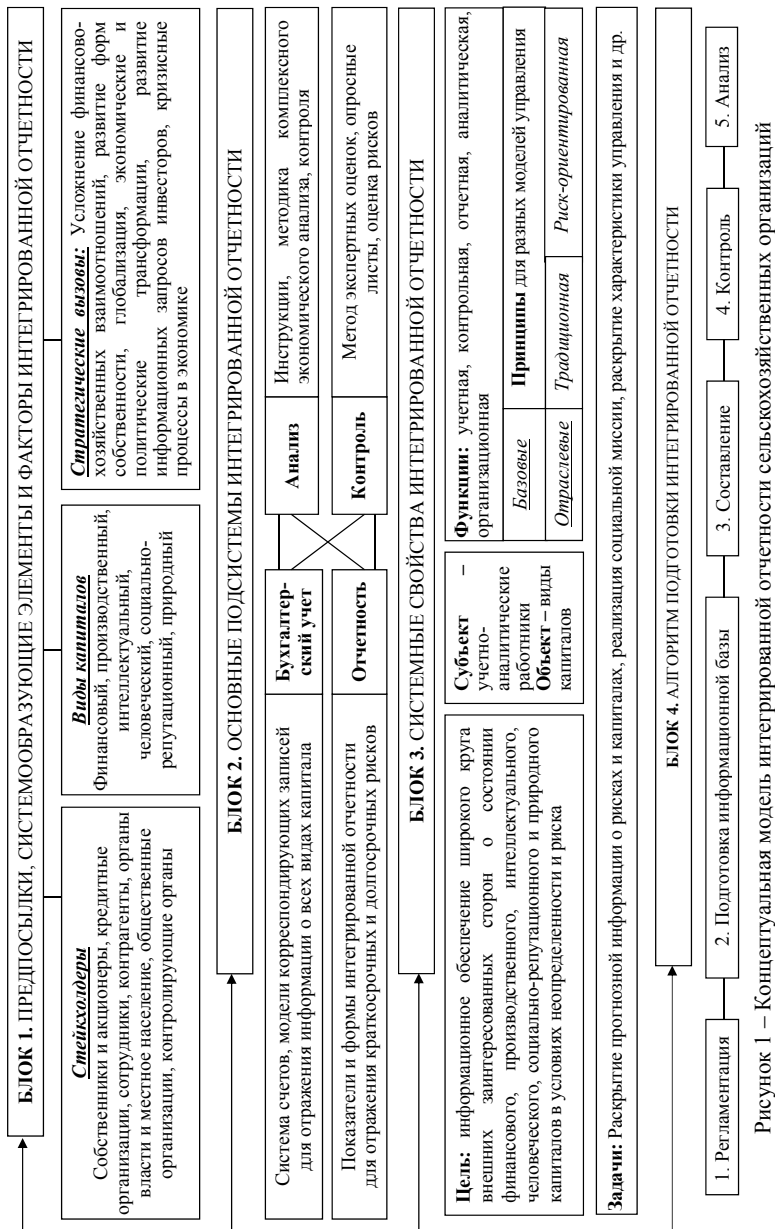 БЛОК 1. ПРЕДПОСЫЛКИ, СИСТЕМООБРАЗУЮЩИЕ ЭЛЕМЕНТЫ И ФАКТОРЫ ИНТЕГРИРОВАННОЙ ОТЧЕТНОСТИ
Стейкхолдеры
Собственники и акционеры, кредитные
организации, сотрудники, контрагенты, органы
власти и местное население, общественные
организации, контролирующие органы
Виды капиталов
Финансовый, производственный,
интеллектуальный,
человеческий, социально-
репутационный, природный
Стратегические вызовы: Усложнение финансово-
хозяйственных взаимоотношений, развитие форм
собственности, глобализация, экономические и
политические трансформации, развитие
информационных запросов инвесторов, кризисные
процессы в экономике
БЛОК 2. ОСНОВНЫЕ ПОДСИСТЕМЫ ИНТЕГРИРОВАННОЙ ОТЧЕТНОСТИ
Система счетов, модели корреспондирующих записей
для отражения информации о всех видах капитала
Бухгалтер-
ский учет
Анализ
Инструкции, методика комплексного
экономического анализа, контроля
Показатели и формы интегрированной отчетности
для отражения краткосрочных и долгосрочных рисков
Отчетность
Контроль
Метод экспертных оценок, опросные
листы, оценка рисков
БЛОК 3. СИСТЕМНЫЕ СВОЙСТВА ИНТЕГРИРОВАННОЙ ОТЧЕТНОСТИ
Цель: информационное обеспечение широкого круга
внешних заинтересованных сторон о состоянии
финансового, производственного, интеллектуального,
человеческого, социально-репутационного и природного
капиталов в условиях неопределенности и риска
Субъект –
учетно-
аналитические
работники
Объект – виды
капиталов
Функции: учетная, контрольная, отчетная, аналитическая,
организационная
Базовые
Принципы для разных моделей управления
Отраслевые
Традиционная
Риск-ориентированная
Задачи: Раскрытие прогнозной информации о рисках и капиталах, реализация социальной миссии, раскрытие характеристики управления и др.
БЛОК 4. АЛГОРИТМ ПОДГОТОВКИ ИНТЕГРИРОВАННОЙ ОТЧЕТНОСТИ
1. Регламентация
2. Подготовка информационной базы
3. Составление
4. Контроль
5. Анализ
Рисунок 1 – Концептуальная модель интегрированной отчетности сельскохозяйственных организаций